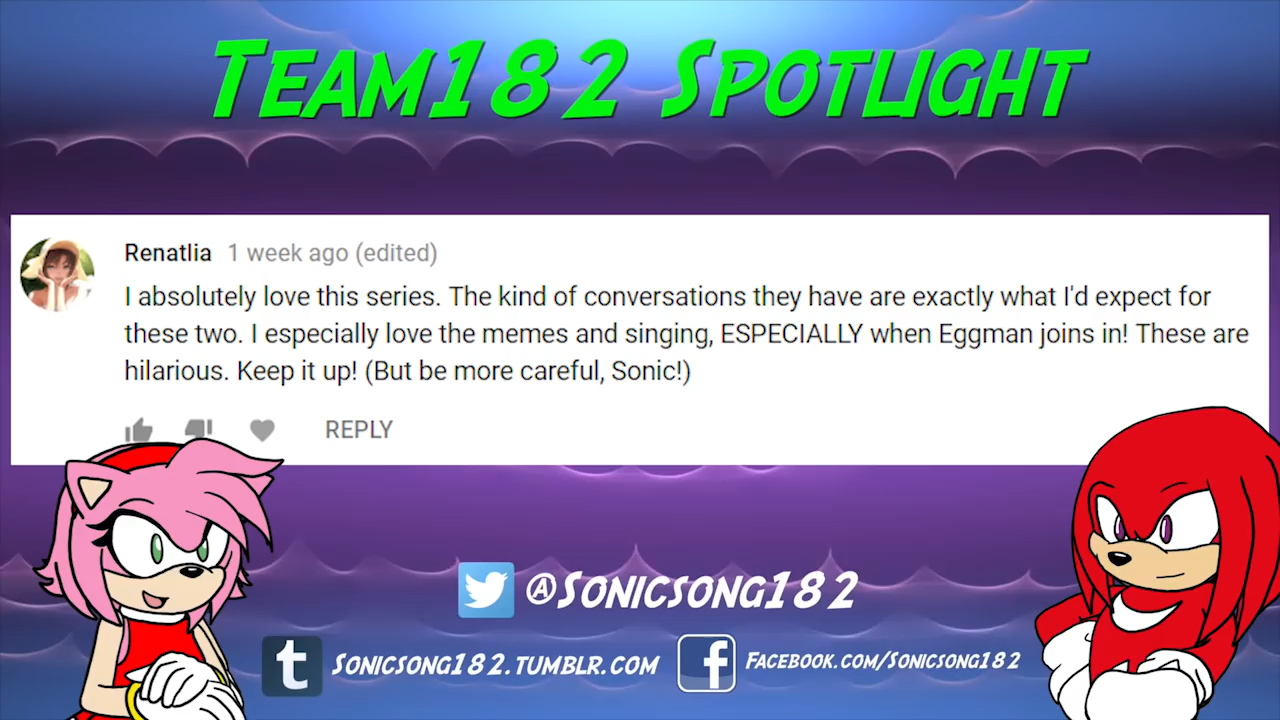 TEAM182 SPOTLIGHT
Renatlia 1 week ago (edited)
I absolutely love this series. The kind of conversations they have are exactly what I'd expect for
these two. I especially love the memes and singing, ESPECIALLY when Eggman joins in! These are
hilarious. Keep it up! (But be more careful, Sonic!)
REPLY
@SONICSONG182
SONICSONG182.TUMBLR.COM
FACEBOOK.COM/SONICSONG182